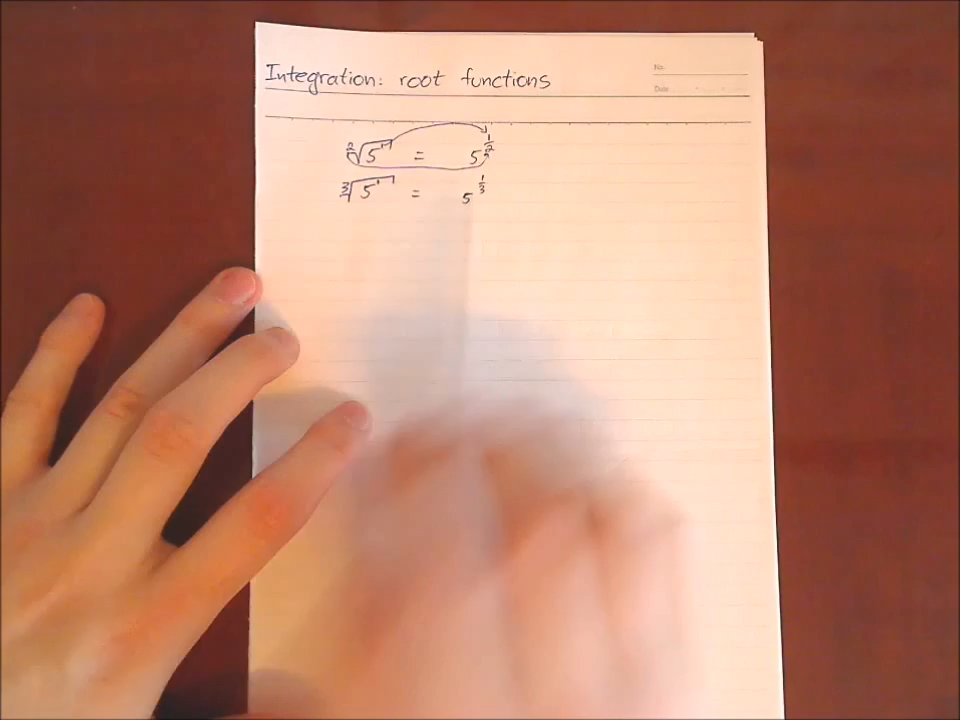 Integration: root functions
No.
Date
²√5¹ = 5^(1/2)
³√5¹ = 5^(1/3)